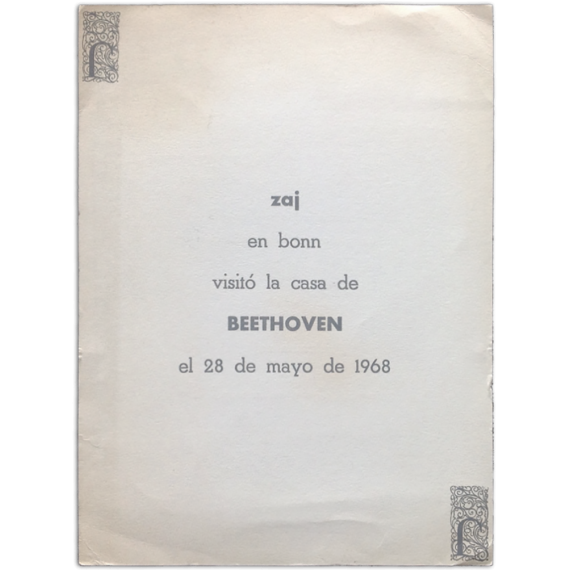 zaj
en bonn
visitó la casa de
BEETHOVEN
el 28 de mayo de 1968